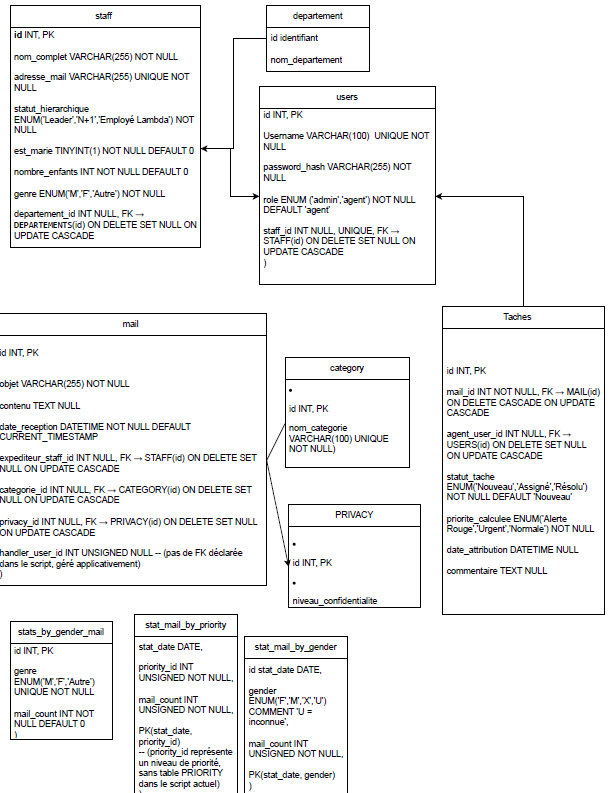 staff
id INT, PK
nom_complet VARCHAR(255) NOT NULL
adresse_mail VARCHAR(255) UNIQUE NOT
NULL
statut_hierarchique
ENUM('Leader','N+1','Employé Lambda') NOT
NULL
est_marie TINYINT(1) NOT NULL DEFAULT 0
nombre_enfants INT NOT NULL DEFAULT 0
genre ENUM('M','F','Autre') NOT NULL
departement_id INT NULL, FK →
DEPARTEMENTS(id) ON DELETE SET NULL ON
UPDATE CASCADE
departement
id identifiant
nom_departement
users
id INT, PK
Username VARCHAR(100) UNIQUE NOT
NULL
password_hash VARCHAR(255) NOT
NULL
role ENUM ('admin','agent') NOT NULL
DEFAULT 'agent'
staff_id INT NULL, UNIQUE, FK →
STAFF(id) ON DELETE SET NULL ON
UPDATE CASCADE
)
mail
id INT, PK
objet VARCHAR(255) NOT NULL
contenu TEXT NULL
date_reception DATETIME NOT NULL DEFAULT
CURRENT_TIMESTAMP
expediteur_staff_id INT NULL, FK → STAFF(id) ON DELETE SET
NULL ON UPDATE CASCADE
categorie_id INT NULL, FK → CATEGORY(id) ON DELETE SET
NULL ON UPDATE CASCADE
privacy_id INT NULL, FK → PRIVACY(id) ON DELETE SET NULL
ON UPDATE CASCADE
handler_user_id INT UNSIGNED NULL -- (pas de FK déclarée
dans le script, géré applicativement)
)
category
•
id INT, PK
nom_categorie
VARCHAR(100) UNIQUE
NOT NULL)
PRIVACY
•
id INT, PK
•
niveau_confidentialite
Taches
id INT, PK
mail_id INT NOT NULL, FK → MAIL(id)
ON DELETE CASCADE ON UPDATE
CASCADE
agent_user_id INT NULL, FK →
USERS(id) ON DELETE SET NULL
ON UPDATE CASCADE
statut_tache
ENUM('Nouveau','Assigné','Résolu')
NOT NULL DEFAULT 'Nouveau'
priorite_calculee ENUM('Alerte
Rouge','Urgent','Normale') NOT NULL
date_attribution DATETIME NULL
commentaire TEXT NULL
stats_by_gender_mail
id INT, PK
genre
ENUM('M','F','Autre')
UNIQUE NOT NULL
mail_count INT NOT
NULL DEFAULT 0
)
stat_mail_by_priority
stat_date DATE,
priority_id INT
UNSIGNED NOT NULL,
mail_count INT
UNSIGNED NOT NULL,
PK(stat_date,
priority_id)
-- (priority_id représente
un niveau de priorité,
sans table PRIORITY
dans le script actuel)
)
stat_mail_by_gender
id stat_date DATE,
gender
ENUM('F','M','X','U')
COMMENT 'U =
inconnue',
mail_count INT
UNSIGNED NOT NULL,
PK(stat_date, gender)
)